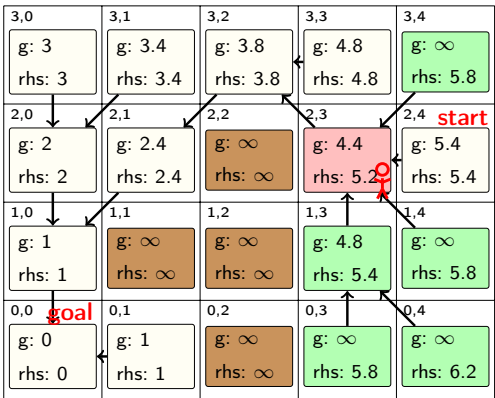 3,0 3,1 3,2 3,3 3,4
g: 3 g: 3.4 g: 3.8 g: 4.8 g: ∞
rhs: 3 rhs: 3.4 rhs: 3.8 rhs: 4.8 rhs: 5.8
2,0 2,1 2,2 2,3 2,4 start
g: 2 g: 2.4 g: ∞ g: 4.4 g: 5.4
rhs: 2 rhs: 2.4 rhs: ∞ rhs: 5.2 rhs: 5.4
1,0 1,1 1,2 1,3 1,4
g: 1 g: ∞ g: ∞ g: 4.8 g: ∞
rhs: 1 rhs: ∞ rhs: ∞ rhs: 5.4 rhs: 5.8
0,0 goal 0,1 0,2 0,3 0,4
g: 0 g: 1 g: ∞ g: ∞ g: ∞
rhs: 0 rhs: 1 rhs: ∞ rhs: 5.8 rhs: 6.2